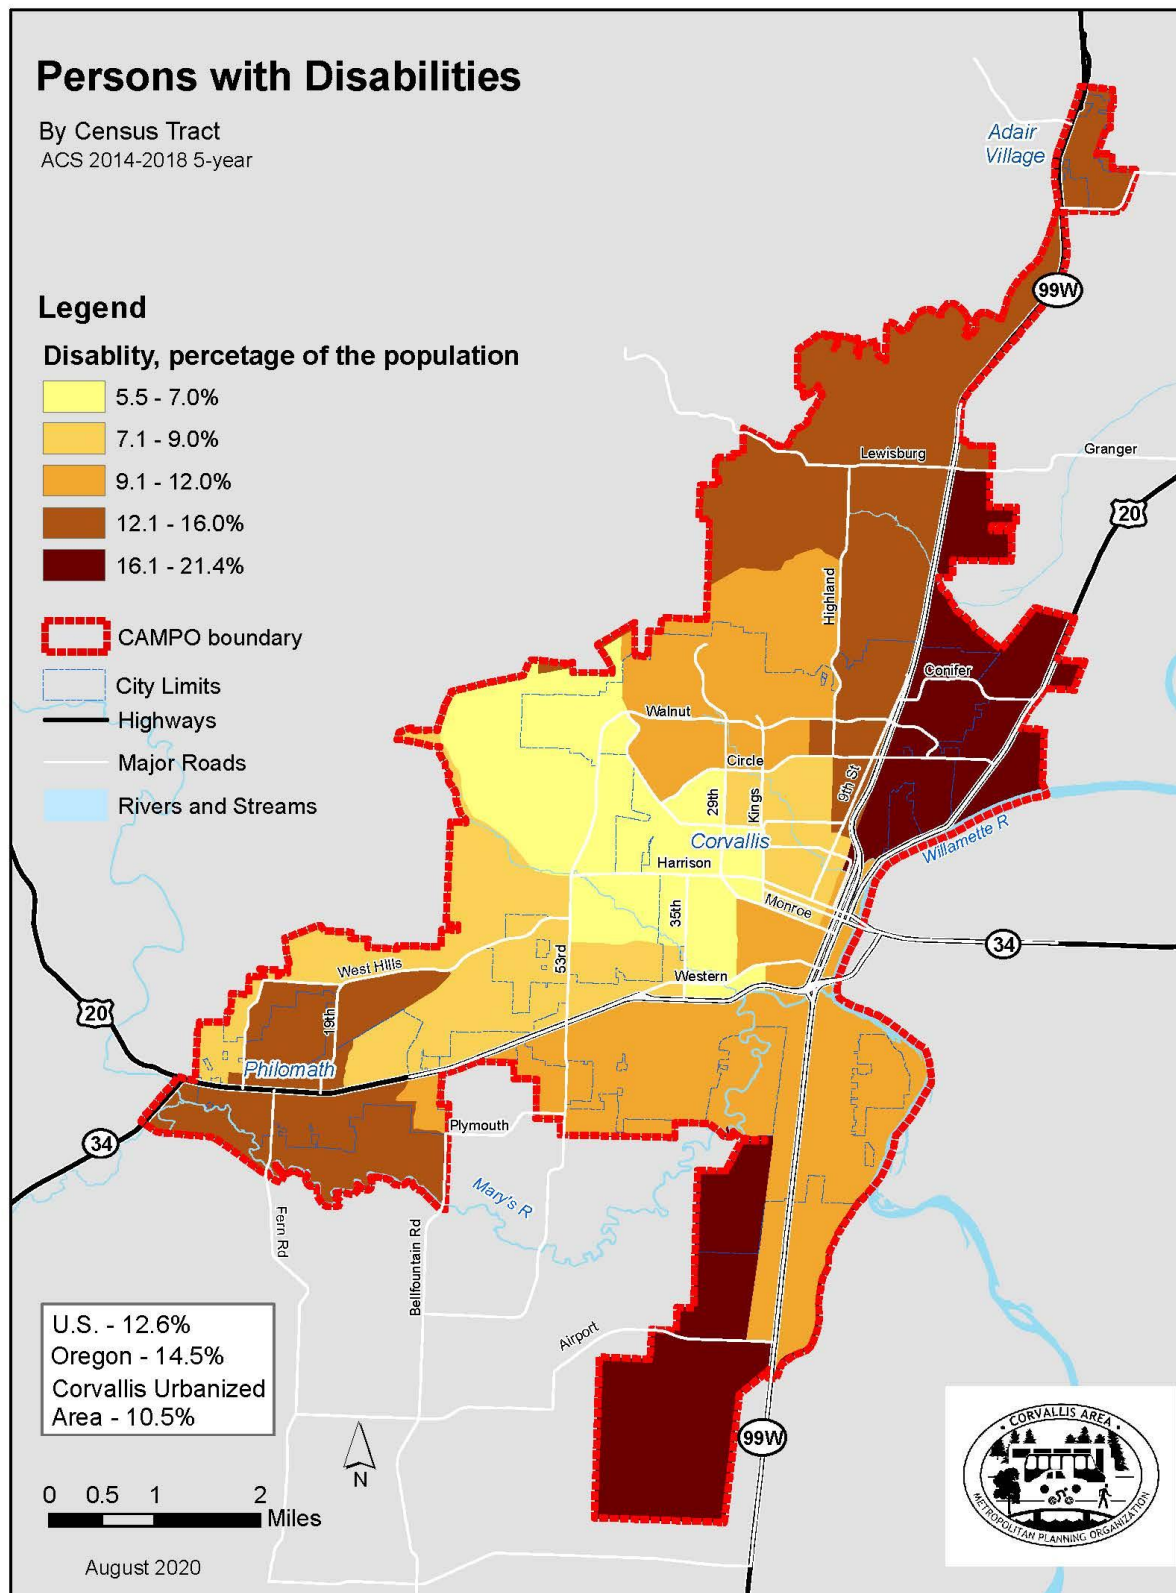 Persons with Disabilities
By Census Tract
ACS 2014-2018 5-year
Legend
Disablity, percetage of the population
5.5 - 7.0%
7.1 - 9.0%
9.1 - 12.0%
12.1 - 16.0%
16.1 - 21.4%
CAMPO boundary
City Limits
Highways
Major Roads
Rivers and Streams
Adair
Village
99W
Lewisburg
Granger
20
Highland
Conifer
Walnut
Circle
9th St
29th
Kings
Corvallis
Willamette R
Harrison
Monroe
35th
34
53rd
West Hills
Western
20
19th
Philomath
34
Plymouth
Mary's R
Fern Rd
Bellfountain Rd
Airport
99W
U.S. - 12.6%
Oregon - 14.5%
Corvallis Urbanized
Area - 10.5%
N
0 0.5 1 2
Miles
August 2020
CORVALLIS AREA
METROPOLITAN PLANNING ORGANIZATION